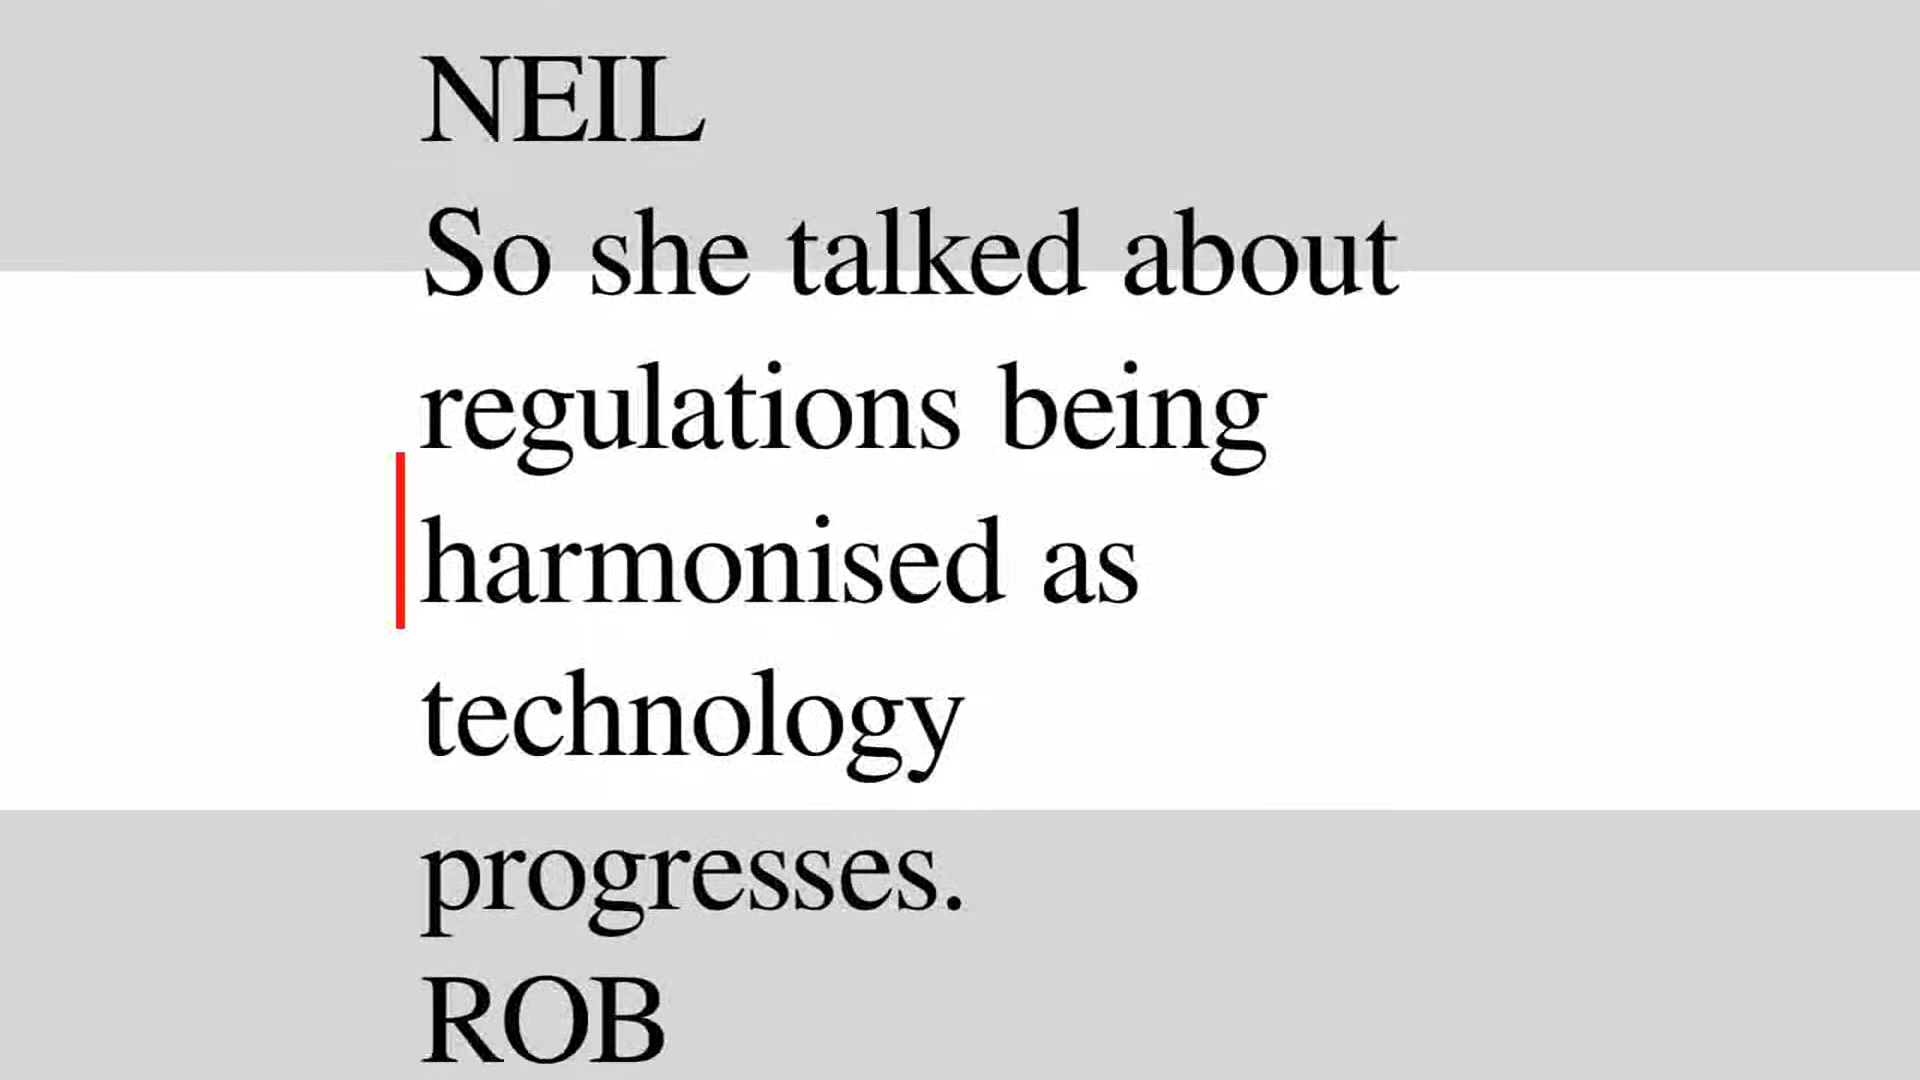 NEIL
So she talked about
regulations being
harmonised as
technology
progresses.
ROB